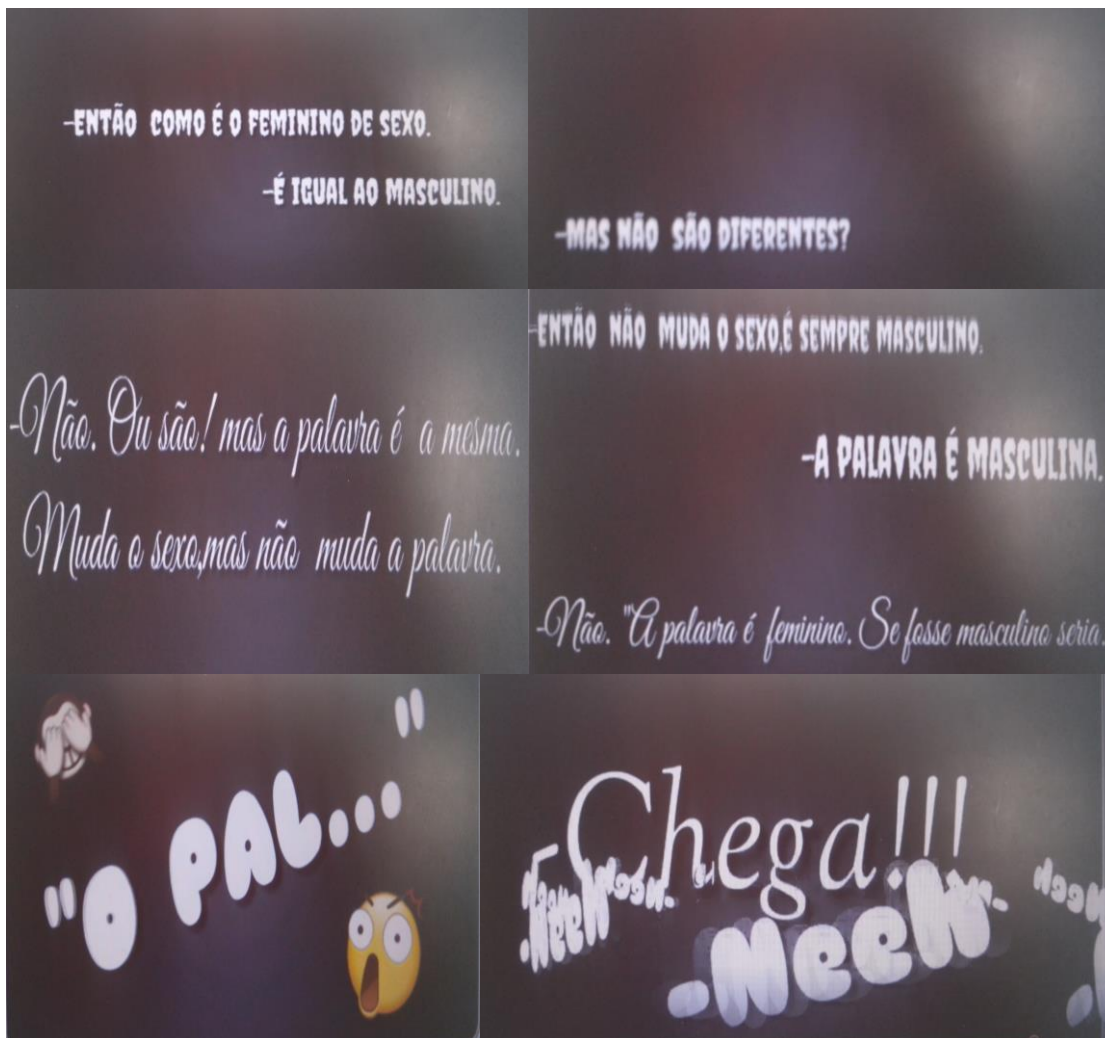 -ENTÃO COMO É O FEMININO DE SEXO.
-É IGUAL AO MASCULINO.
-MAS NÃO SÃO DIFERENTES?
-Não. Ou são! mas a palavra é a mesma.
Muda o sexo,mas não muda a palavra.
-ENTÃO NÃO MUDA O SEXO,É SEMPRE MASCULINO.
-A PALAVRA É MASCULINA.
-Não. "A palavra é feminino. Se fosse masculino seria.
"O PAL...."
-Chega!!!
-NeeM